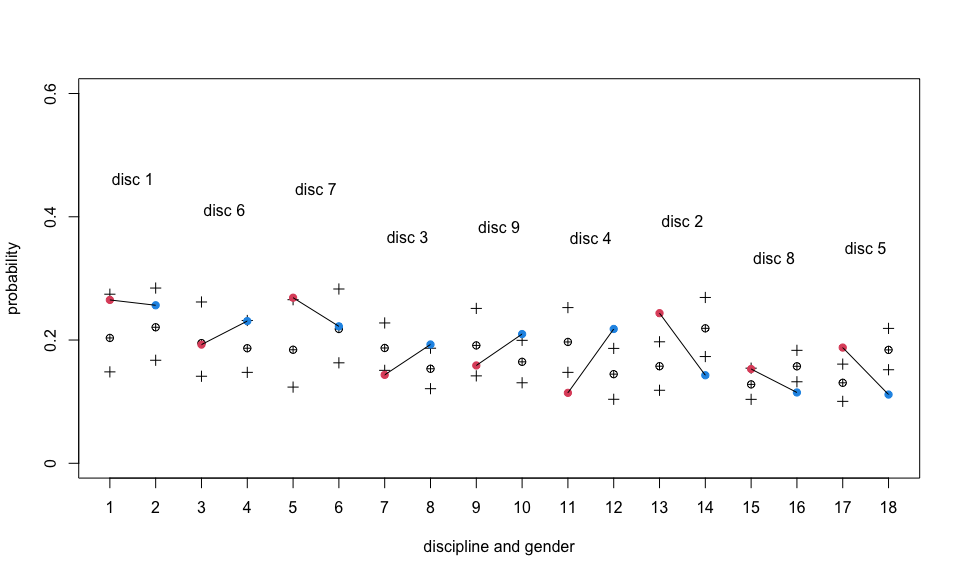 0.6
disc 1
disc 7
disc 6
0.4
disc 2
disc 9
disc 3
disc 4
disc 5
disc 8
probability
0.2
0
1 2 3 4 5 6 7 8 9 10 11 12 13 14 15 16 17 18
discipline and gender